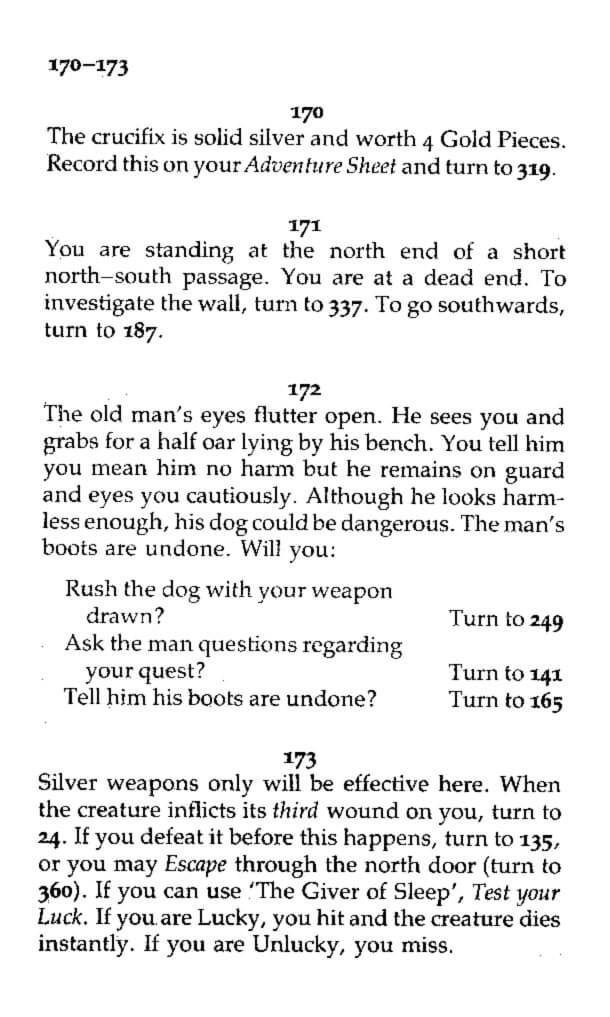 170–173
170
The crucifix is solid silver and worth 4 Gold Pieces.
Record this on your Adventure Sheet and turn to 319.
171
You are standing at the north end of a short
north–south passage. You are at a dead end. To
investigate the wall, turn to 337. To go southwards,
turn to 187.
172
The old man's eyes flutter open. He sees you and
grabs for a half oar lying by his bench. You tell him
you mean him no harm but he remains on guard
and eyes you cautiously. Although he looks harm-
less enough, his dog could be dangerous. The man's
boots are undone. Will you:
Rush the dog with your weapon
drawn? Turn to 249
Ask the man questions regarding
your quest? Turn to 141
Tell him his boots are undone? Turn to 165
173
Silver weapons only will be effective here. When
the creature inflicts its third wound on you, turn to
24. If you defeat it before this happens, turn to 135,
or you may Escape through the north door (turn to
360). If you can use 'The Giver of Sleep', Test your
Luck. If you are Lucky, you hit and the creature dies
instantly. If you are Unlucky, you miss.